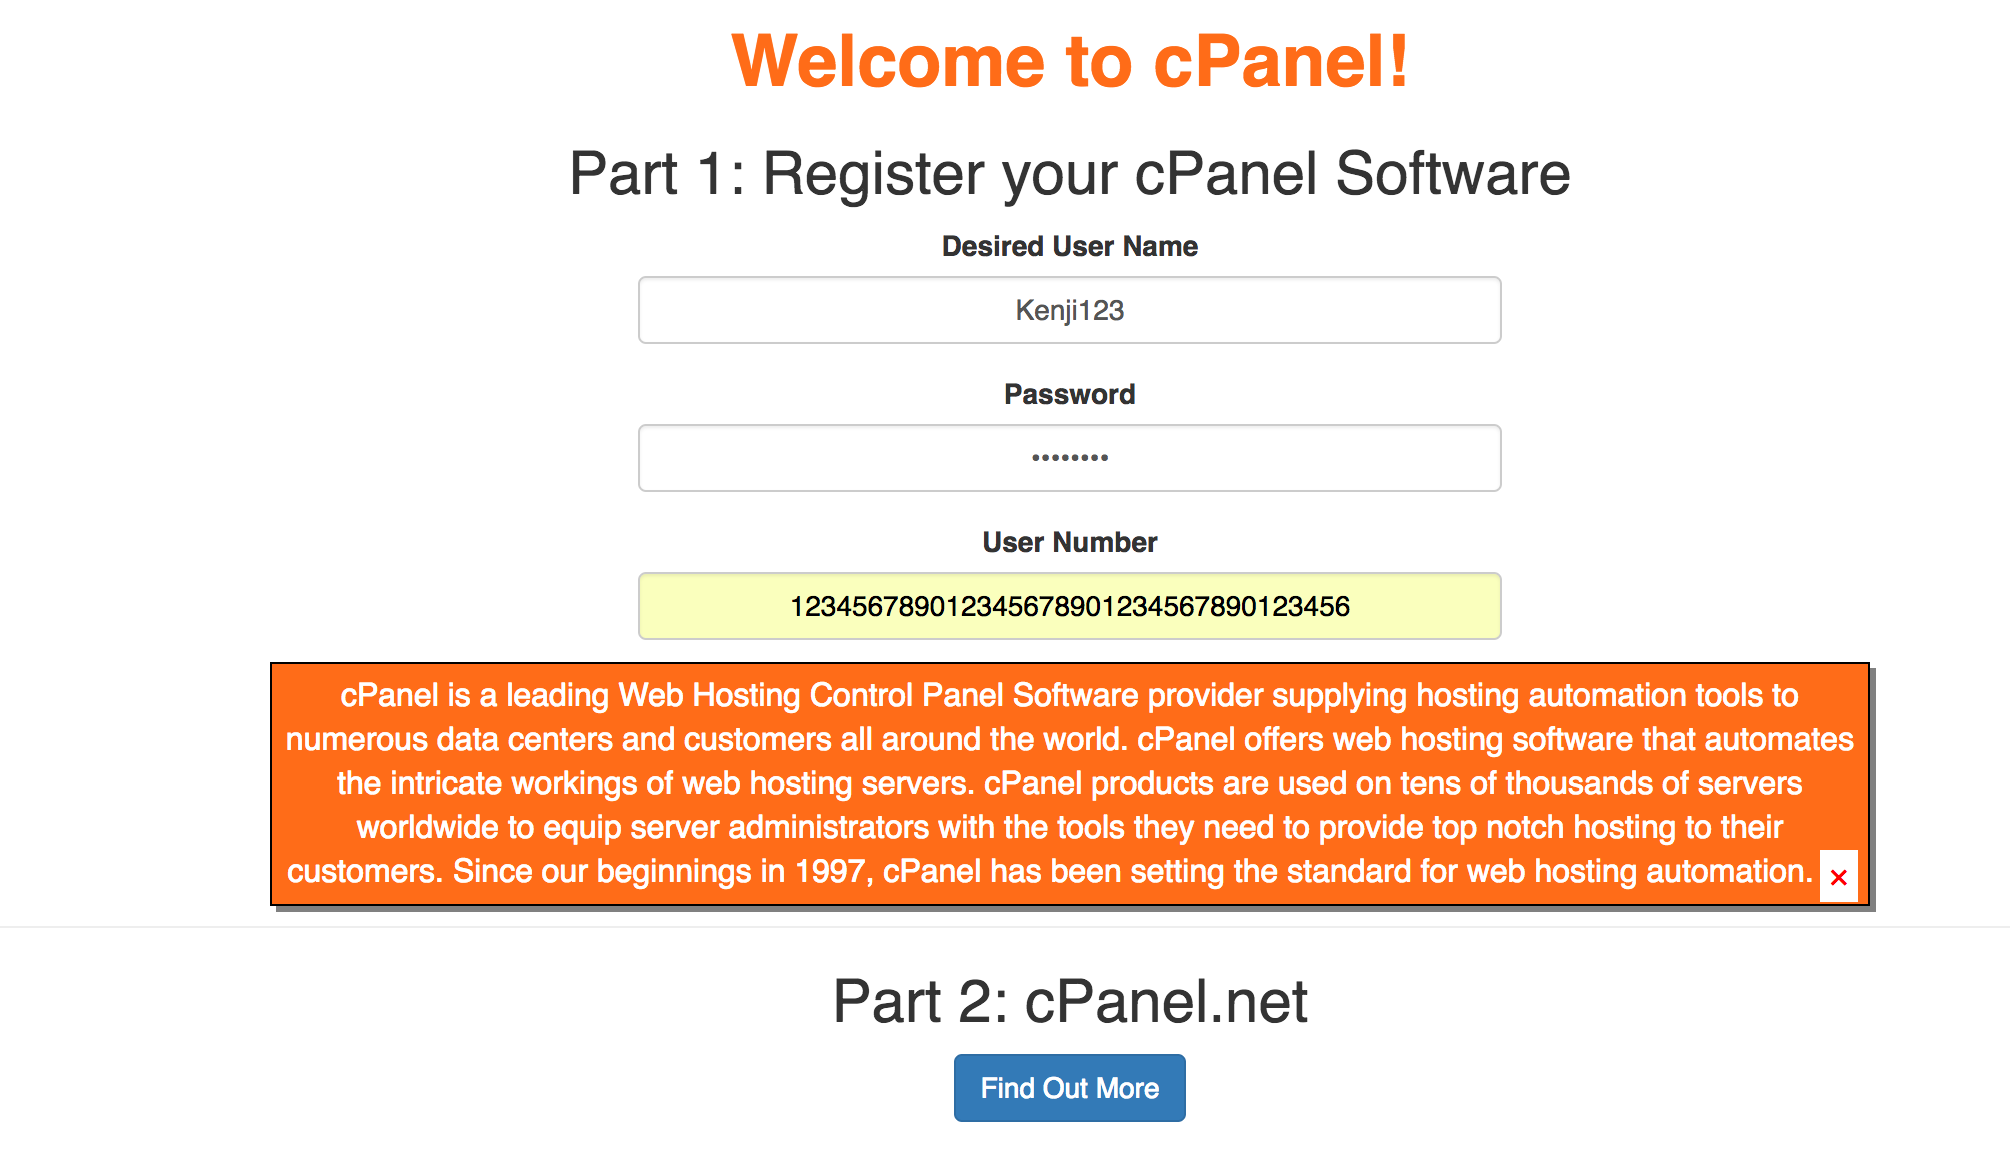 Welcome to cPanel!
Part 1: Register your cPanel Software
Desired User Name
Kenji123
Password
••••••••
User Number
123456789012345678901234567890123456
cPanel is a leading Web Hosting Control Panel Software provider supplying hosting automation tools to
numerous data centers and customers all around the world. cPanel offers web hosting software that automates
the intricate workings of web hosting servers. cPanel products are used on tens of thousands of servers
worldwide to equip server administrators with the tools they need to provide top notch hosting to their
customers. Since our beginnings in 1997, cPanel has been setting the standard for web hosting automation. ×
Part 2: cPanel.net
Find Out More